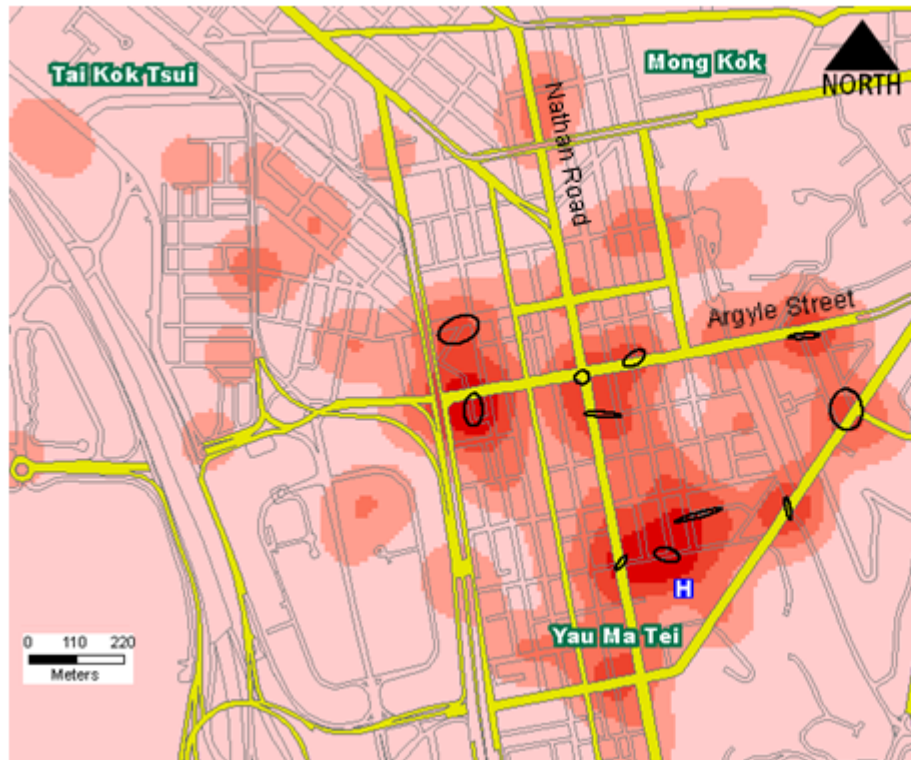 Tai Kok Tsui
Mong Kok
NORTH
Nathan Road
Argyle Street
H
Yau Ma Tei
0 110 220
Meters